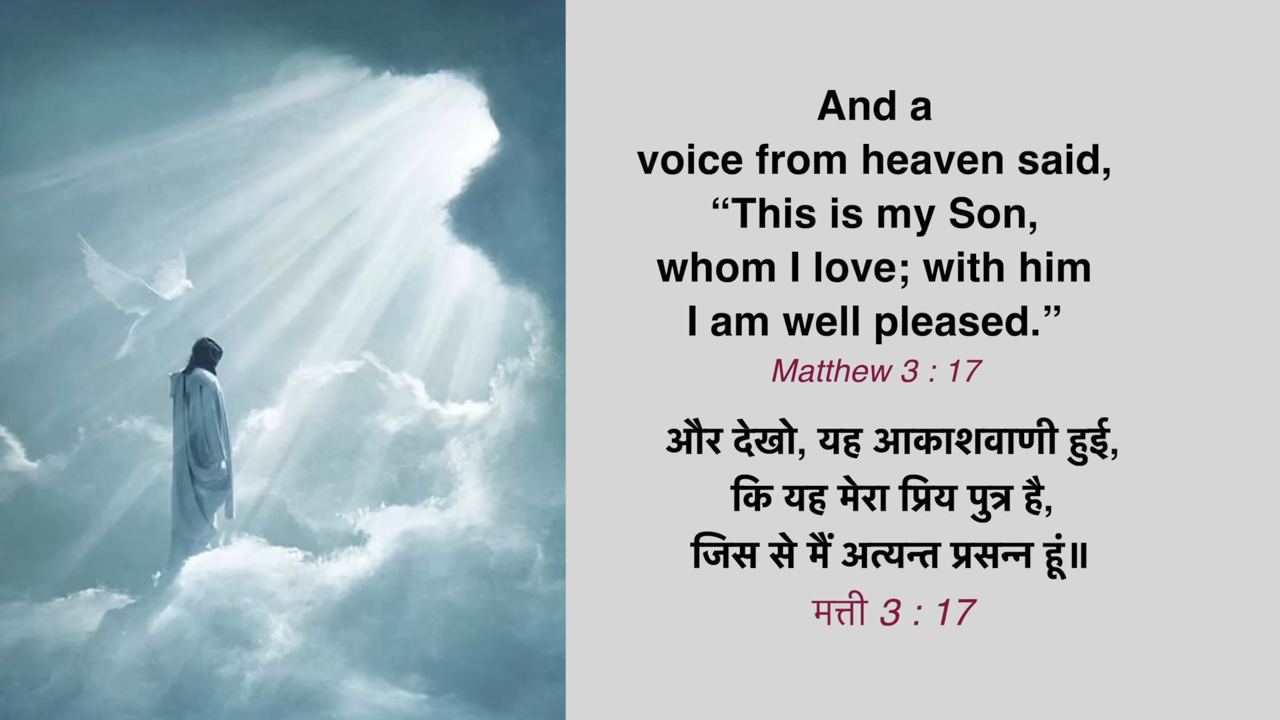 And a
voice from heaven said,
“This is my Son,
whom I love; with him
I am well pleased.”
Matthew 3 : 17
और देखो, यह आकाशवाणी हुई,
कि यह मेरा प्रिय पुत्र है,
जिस से मैं अत्यन्त प्रसन्न हूं॥
मत्ती 3 : 17